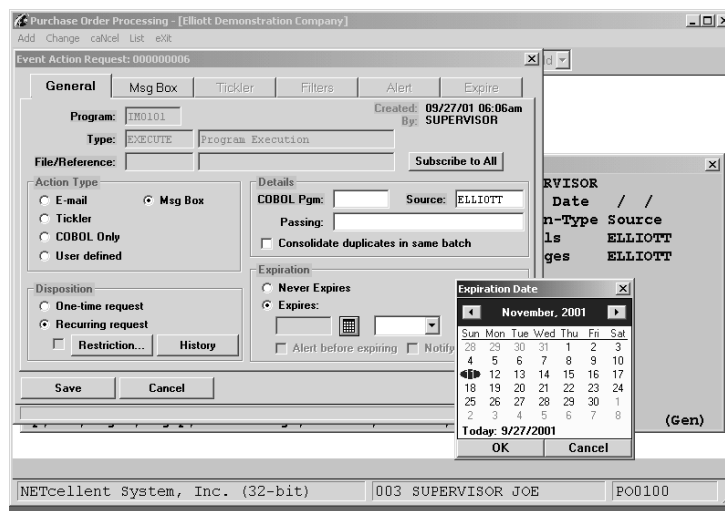 Purchase Order Processing - [Elliott Demonstration Company]
Add Change caNcel List eXit
Event Action Request: 000000006
General Msg Box Tickler Filters Alert Expire
Created: 09/27/01 06:06am
By: SUPERVISOR
Program: IM0101
Type: EXECUTE Program Execution
File/Reference:
Subscribe to All
Action Type
E-mail Msg Box
Tickler
COBOL Only
User defined
Details
COBOL Pgm: Source: ELLIOTT
Passing:
Consolidate duplicates in same batch
Disposition
One-time request
Recurring request
Restriction... History
Expiration
Never Expires
Expires:
Alert before expiring Notify
Save Cancel
RVISOR
Date / /
n-Type Source
ls ELLIOTT
ges ELLIOTT
(Gen)
Expiration Date
November, 2001
Sun Mon Tue Wed Thu Fri Sat
28 29 30 31 1 2 3
4 5 6 7 8 9 10
12 13 14 15 16 17
18 19 20 21 22 23 24
25 26 27 28 29 30 1
2 3 4 5 6 7 8
Today: 9/27/2001
OK Cancel
NETcellent System, Inc. (32-bit) 003 SUPERVISOR JOE PO0100